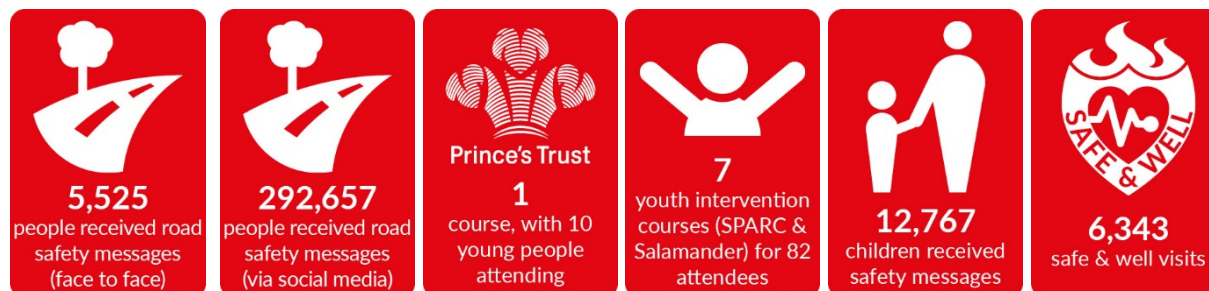 5,525
people received road
safety messages
(face to face)
292,657
people received road
safety messages
(via social media)
Prince's Trust
1
course, with 10
young people
attending
7
youth intervention
courses (SPARC &
Salamander) for 82
attendees
12,767
children received
safety messages
SAFE & WELL
6,343
safe & well visits